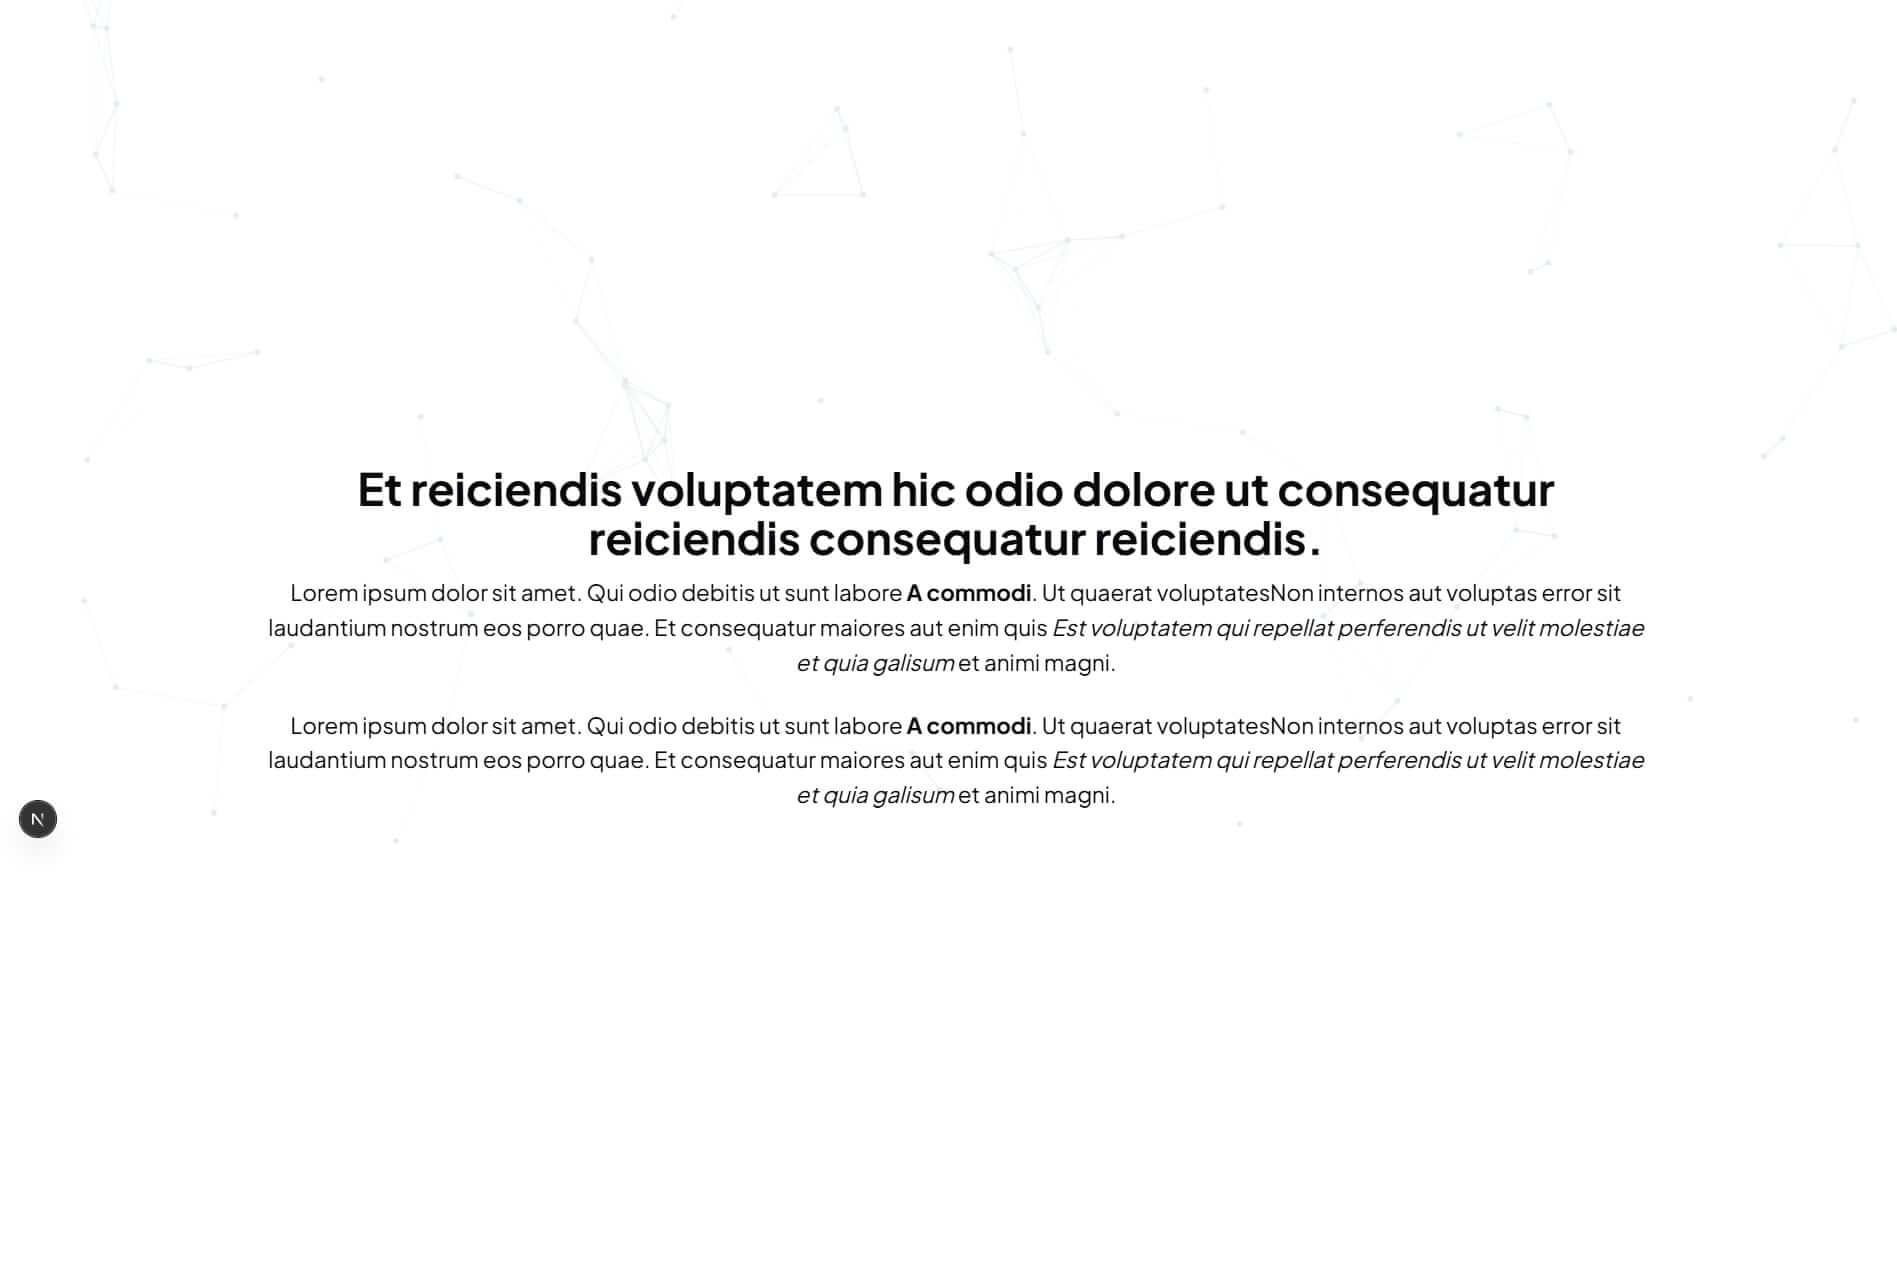 Et reiciendis voluptatem hic odio dolore ut consequatur
reiciendis consequatur reiciendis.
Lorem ipsum dolor sit amet. Qui odio debitis ut sunt labore A commodi. Ut quaerat voluptatesNon internos aut voluptas error sit
laudantium nostrum eos porro quae. Et consequatur maiores aut enim quis Est voluptatem qui repellat perferendis ut velit molestiae
et quia galisum et animi magni.
Lorem ipsum dolor sit amet. Qui odio debitis ut sunt labore A commodi. Ut quaerat voluptatesNon internos aut voluptas error sit
laudantium nostrum eos porro quae. Et consequatur maiores aut enim quis Est voluptatem qui repellat perferendis ut velit molestiae
et quia galisum et animi magni.
N